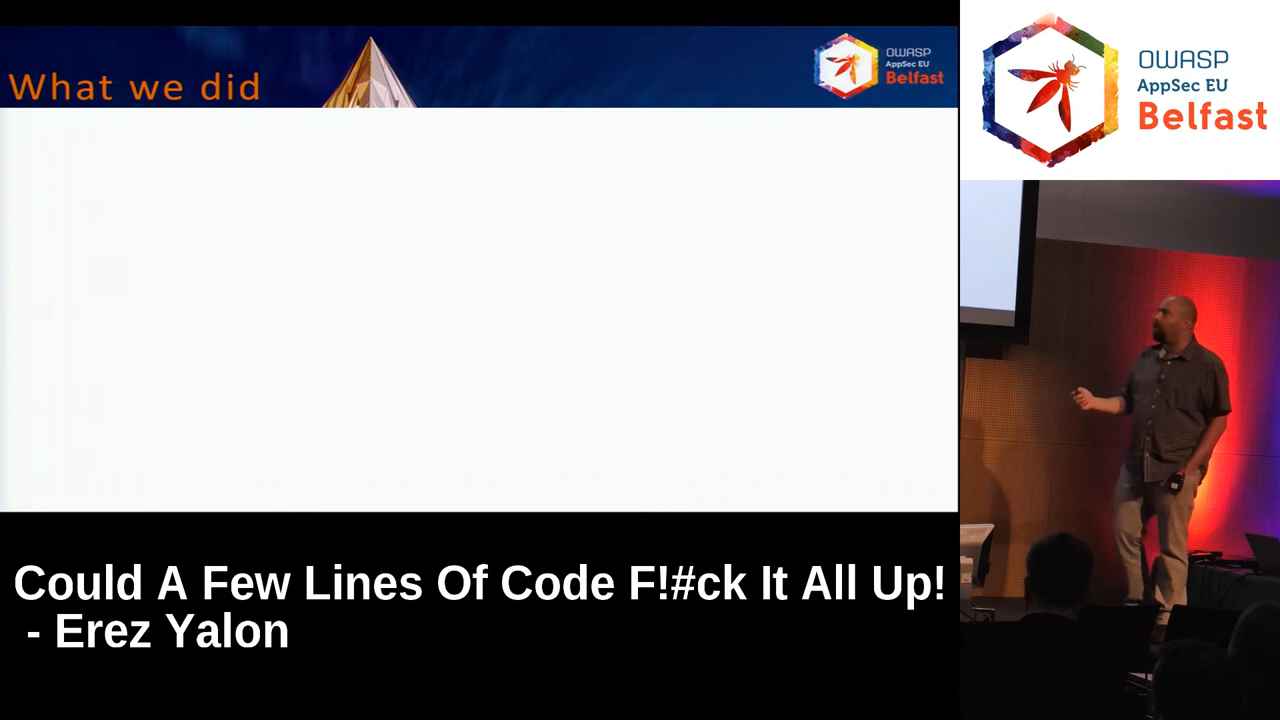 What we did
OWASP
AppSec EU
Belfast
OWASP
AppSec EU
Belfast
Could A Few Lines Of Code F!#ck It All Up!
- Erez Yalon